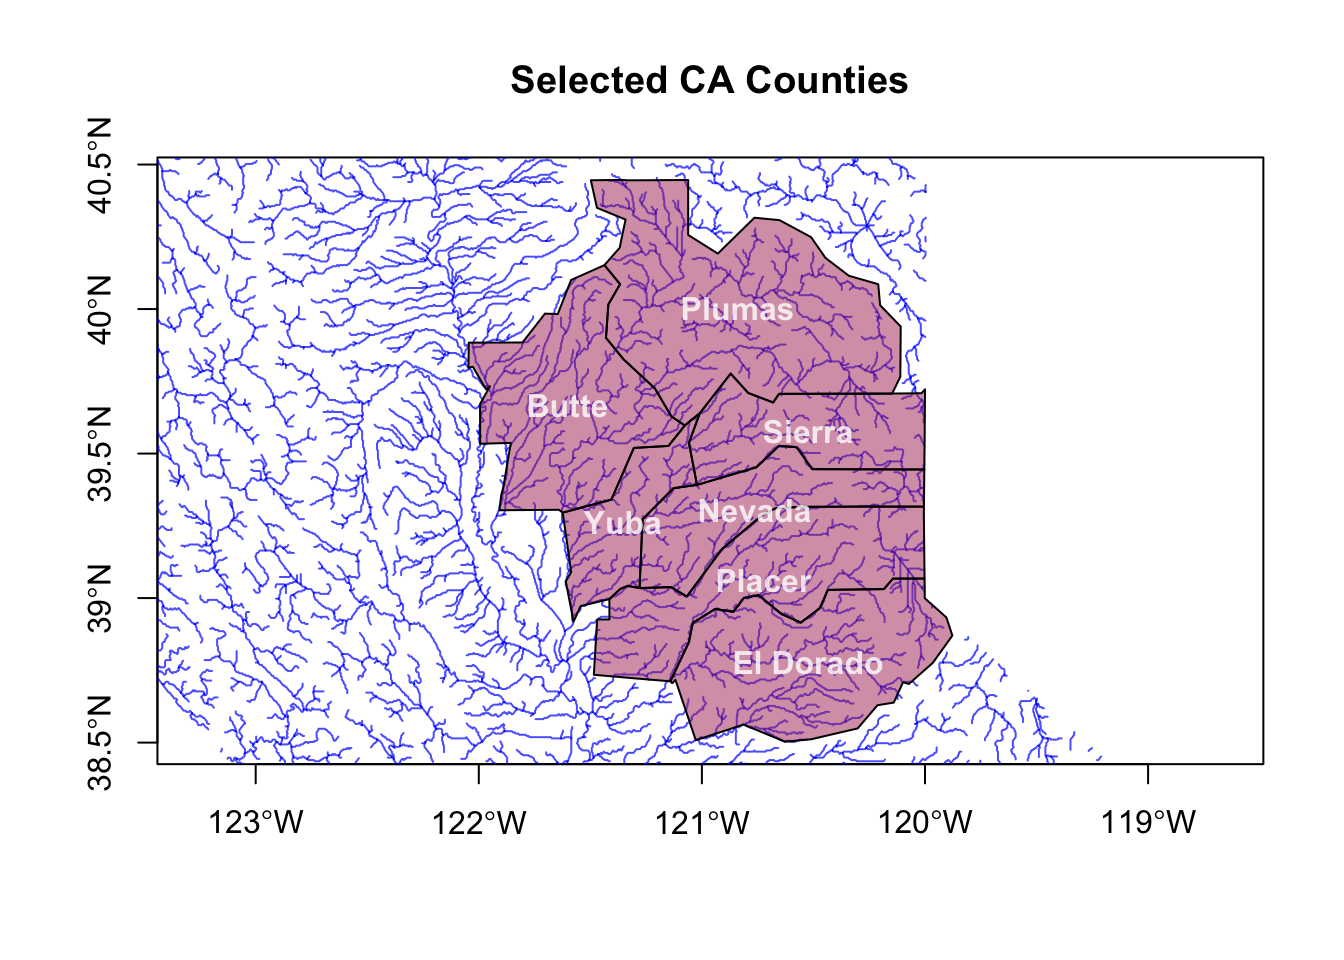 Selected CA Counties
40.5°N
40°N
39.5°N
39°N
38.5°N
Plumas
Butte
Sierra
Nevada
Yuba
Placer
El Dorado
123°W
122°W
121°W
120°W
119°W